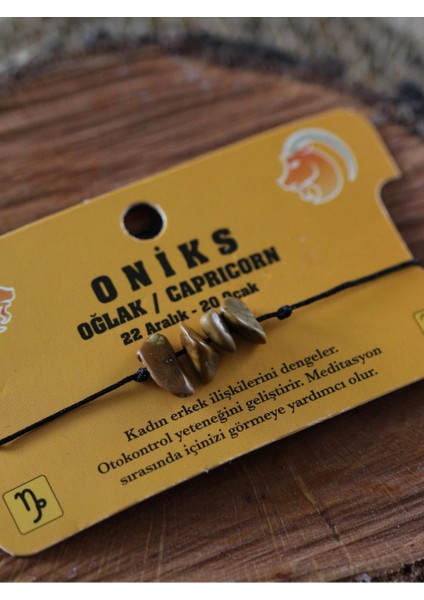 ONİKS
OĞLAK / CAPRICORN
22 Aralık - 20 Ocak
Kadın erkek ilişkilerini dengeler.
Otokontrol yeteneğini geliştirir. Meditasyon
sırasında içinizi görmeye yardımcı olur.